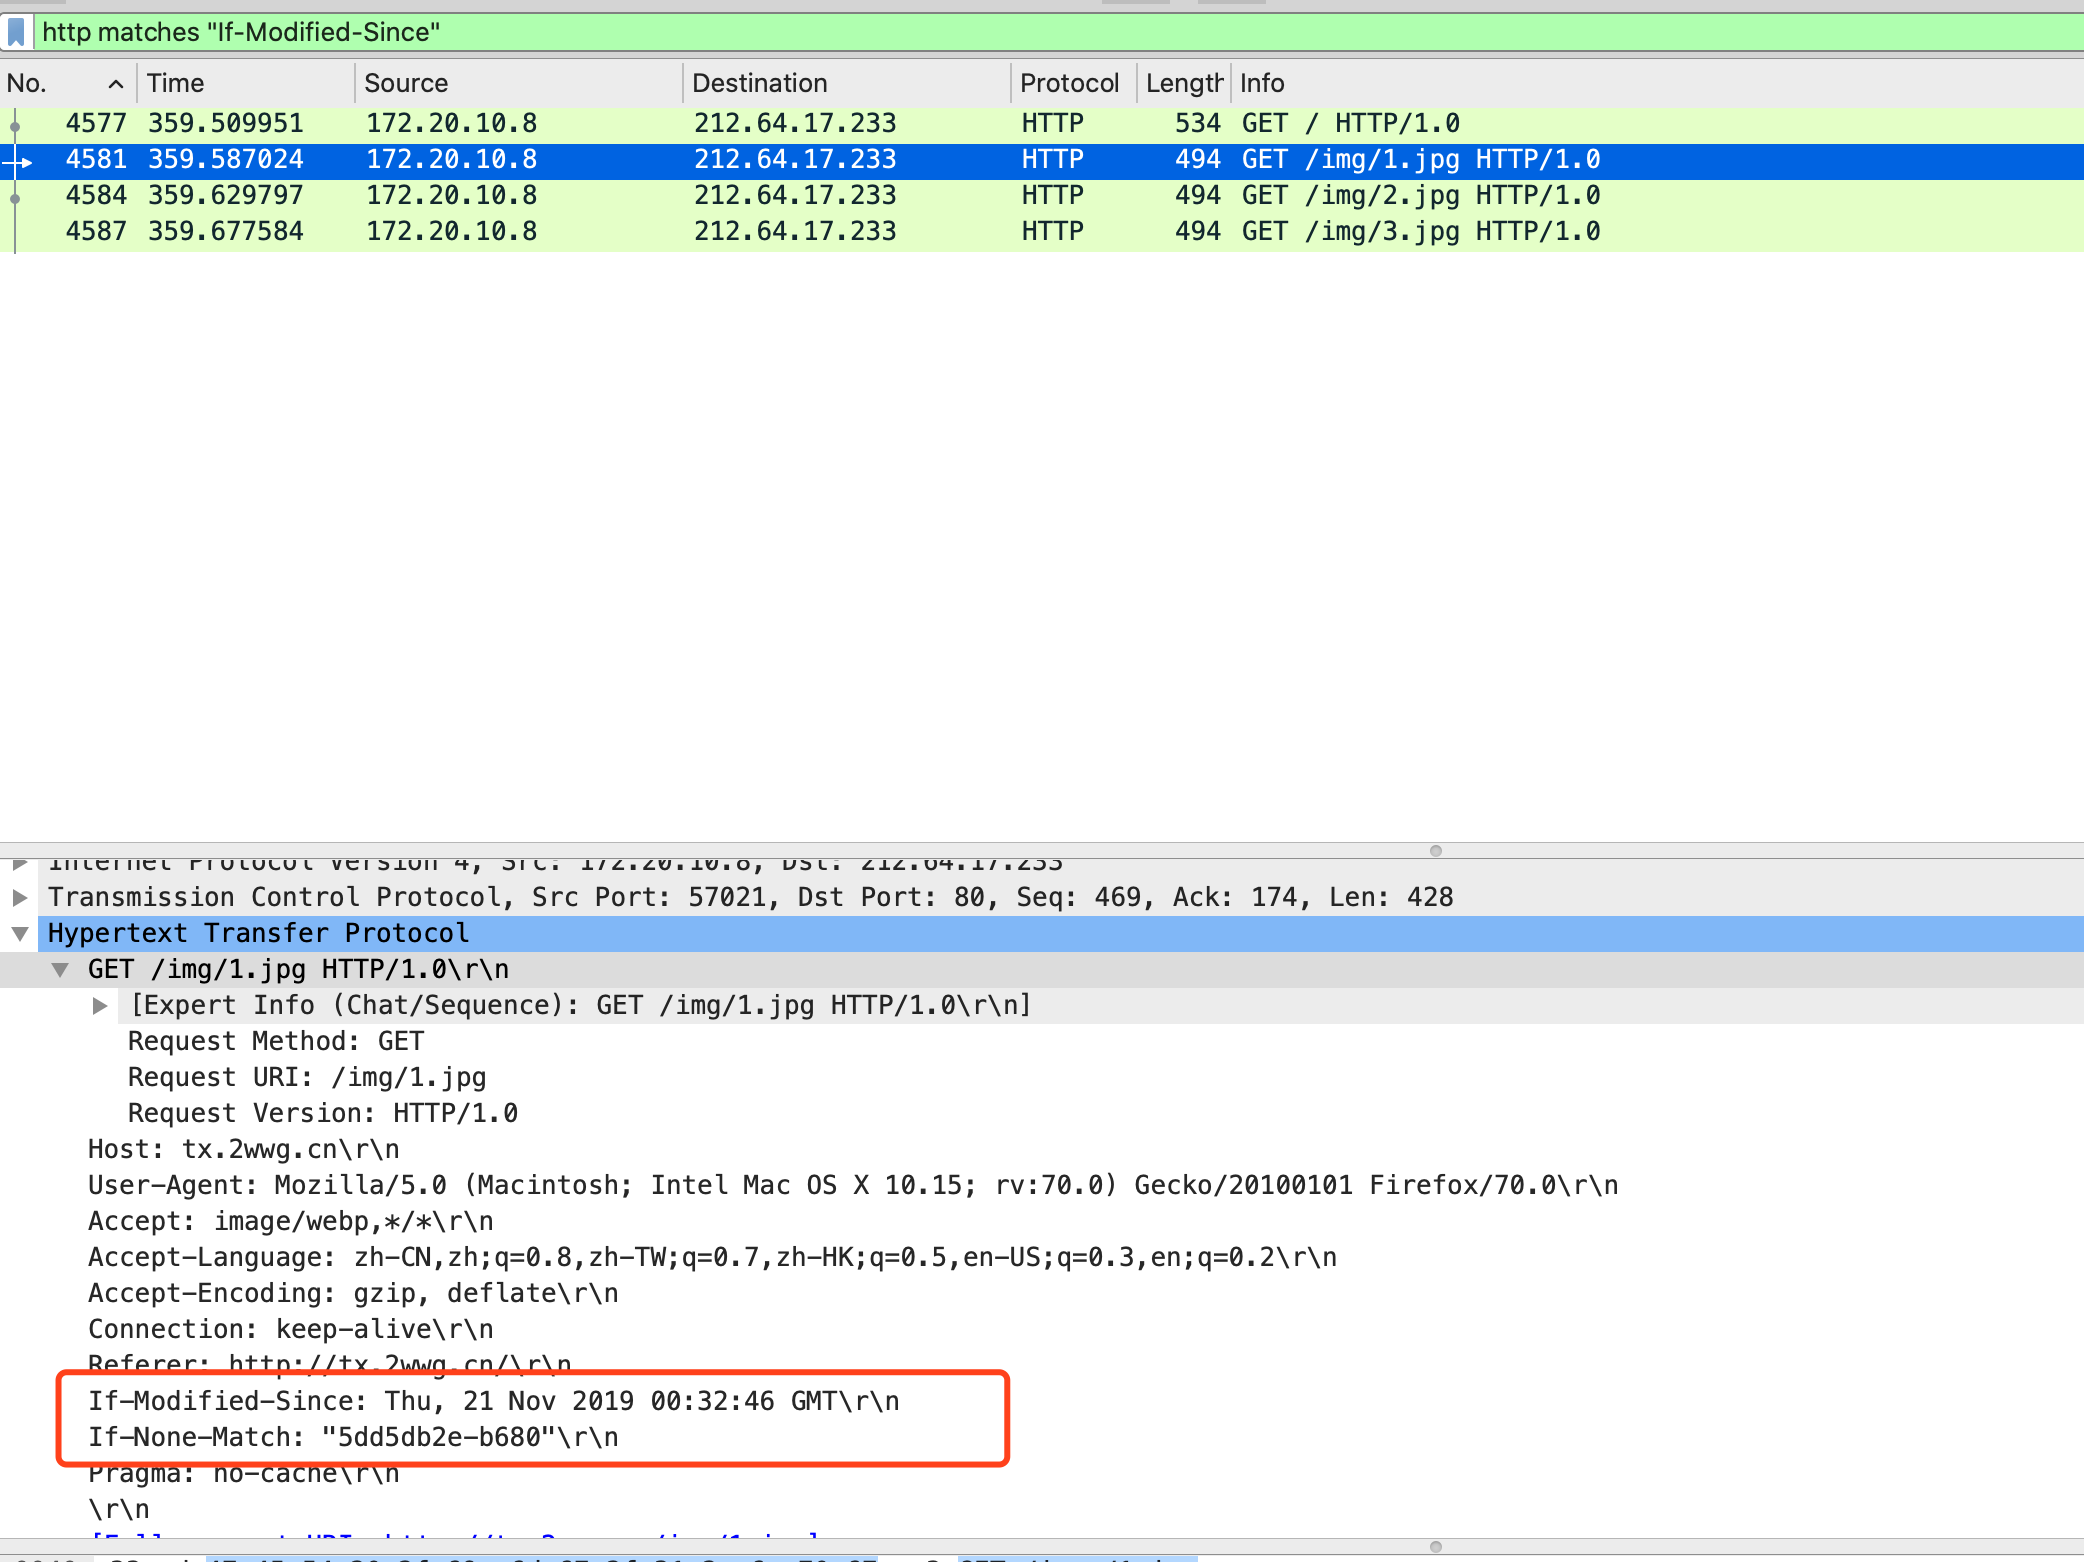 http matches "If-Modified-Since"
No. Time Source Destination Protocol Length Info
4577 359.509951 172.20.10.8 212.64.17.233 HTTP 534 GET / HTTP/1.0
4581 359.587024 172.20.10.8 212.64.17.233 HTTP 494 GET /img/1.jpg HTTP/1.0
4584 359.629797 172.20.10.8 212.64.17.233 HTTP 494 GET /img/2.jpg HTTP/1.0
4587 359.677584 172.20.10.8 212.64.17.233 HTTP 494 GET /img/3.jpg HTTP/1.0
Internet Protocol Version 4, Src: 172.20.10.8, Dst: 212.64.17.233
Transmission Control Protocol, Src Port: 57021, Dst Port: 80, Seq: 469, Ack: 174, Len: 428
Hypertext Transfer Protocol
GET /img/1.jpg HTTP/1.0\r\n
[Expert Info (Chat/Sequence): GET /img/1.jpg HTTP/1.0\r\n]
Request Method: GET
Request URI: /img/1.jpg
Request Version: HTTP/1.0
Host: tx.2wwg.cn\r\n
User-Agent: Mozilla/5.0 (Macintosh; Intel Mac OS X 10.15; rv:70.0) Gecko/20100101 Firefox/70.0\r\n
Accept: image/webp,*/*\r\n
Accept-Language: zh-CN,zh;q=0.8,zh-TW;q=0.7,zh-HK;q=0.5,en-US;q=0.3,en;q=0.2\r\n
Accept-Encoding: gzip, deflate\r\n
Connection: keep-alive\r\n
Referer: http://tx.2wwg.cn/\r\n
If-Modified-Since: Thu, 21 Nov 2019 00:32:46 GMT\r\n
If-None-Match: "5dd5db2e-b680"\r\n
Pragma: no-cache\r\n
\r\n